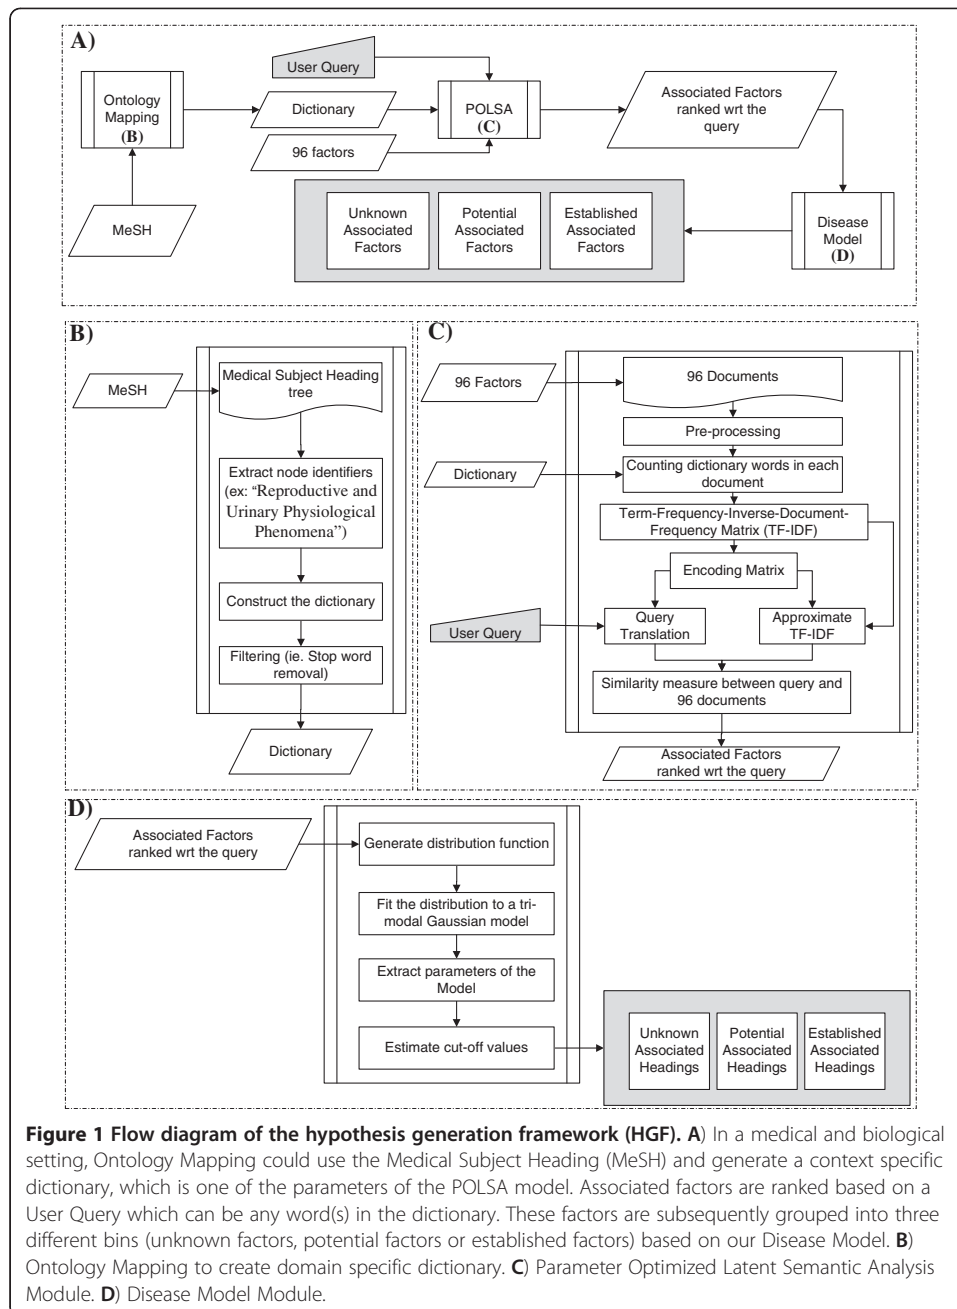 A)
User Query
Ontology
Mapping
(B)
Dictionary
96 factors
POLSA
(C)
Associated Factors
ranked wrt the
query
MeSH
Unknown
Associated
Factors
Potential
Associated
Factors
Established
Associated
Factors
Disease
Model
(D)
B)
MeSH
Medical Subject Heading
tree
Extract node identifiers
(ex: “Reproductive and
Urinary Physiological
Phenomena”)
Construct the dictionary
Filtering (ie. Stop word
removal)
Dictionary
C)
96 Factors
96 Documents
Pre-processing
Dictionary
Counting dictionary words in each
document
Term-Frequency-Inverse-Document-
Frequency Matrix (TF-IDF)
Encoding Matrix
User Query
Query
Translation
Approximate
TF-IDF
Similarity measure between query and
96 documents
Associated Factors
ranked wrt the query
D)
Associated Factors
ranked wrt the query
Generate distribution function
Fit the distribution to a tri-
modal Gaussian model
Extract parameters of the
Model
Estimate cut-off values
Unknown
Associated
Headings
Potential
Associated
Headings
Established
Associated
Headings
Figure 1 Flow diagram of the hypothesis generation framework (HGF). A) In a medical and biological
setting, Ontology Mapping could use the Medical Subject Heading (MeSH) and generate a context specific
dictionary, which is one of the parameters of the POLSA model. Associated factors are ranked based on a
User Query which can be any word(s) in the dictionary. These factors are subsequently grouped into three
different bins (unknown factors, potential factors or established factors) based on our Disease Model. B)
Ontology Mapping to create domain specific dictionary. C) Parameter Optimized Latent Semantic Analysis
Module. D) Disease Model Module.